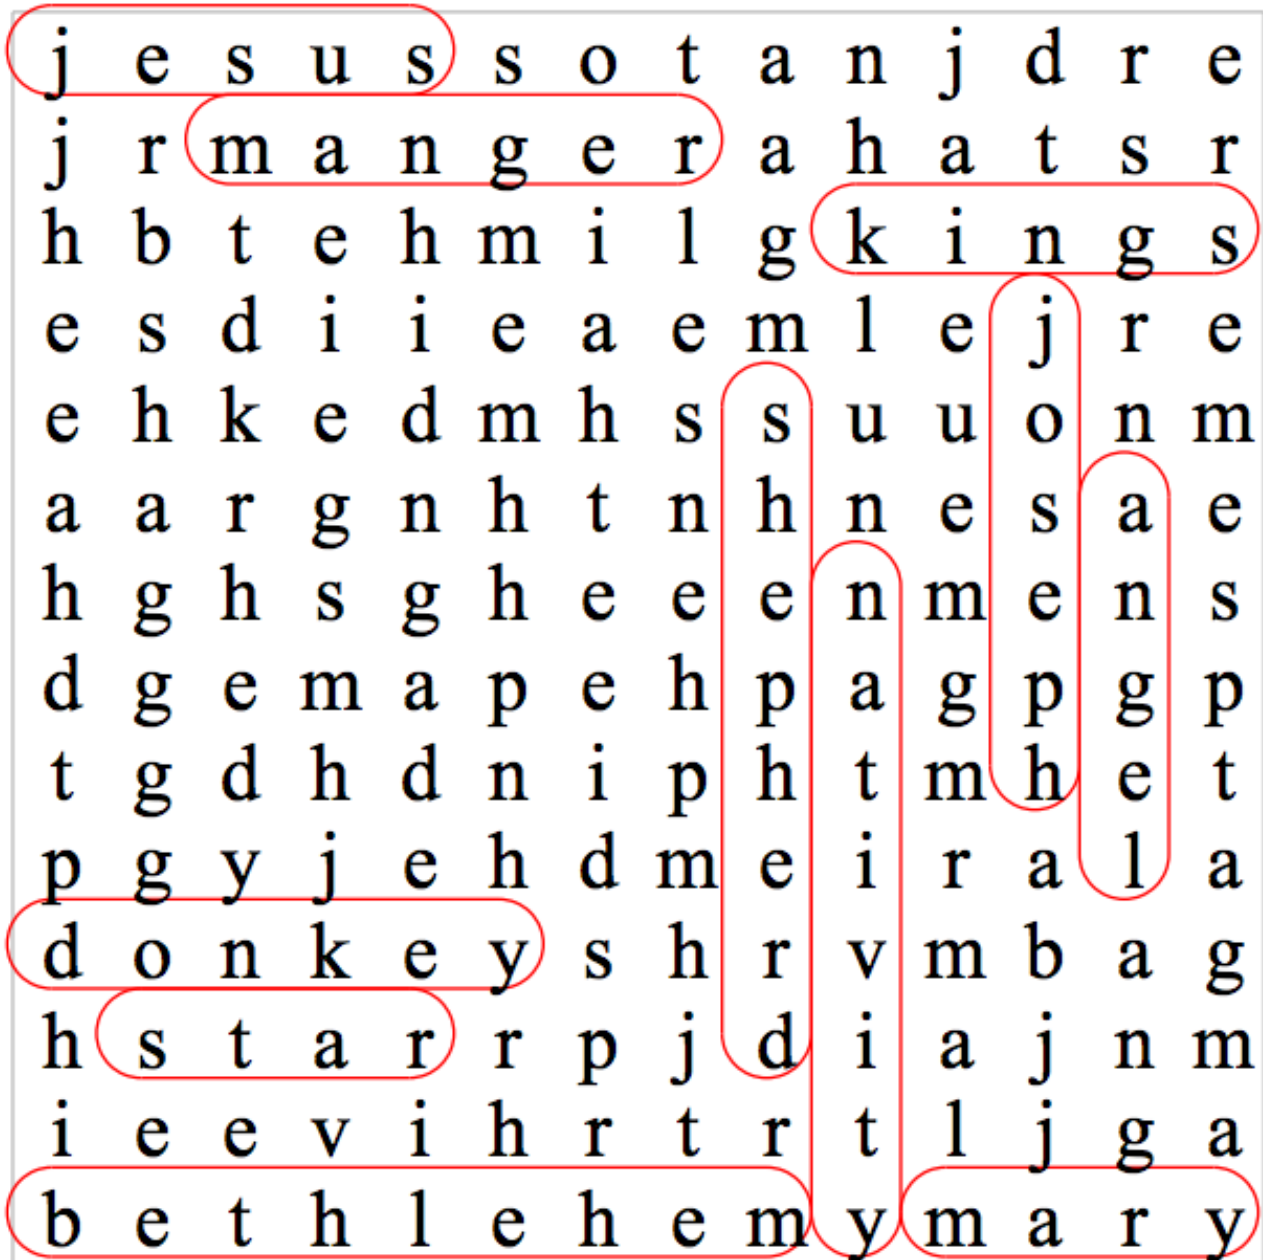 j e s u s s o t a n j d r e
j r m a n g e r a h a t s r
h b t e h m i l g k i n g s
e s d i i e a e m l e j r e
e h k e d m h s s u u o n m
a a r g n h t n h n e s a e
h g h s g h e e e n m e n s
d g e m a p e h p a g p g p
t g d h d n i p h t m h e t
p g y j e h d m e i r a l a
d o n k e y s h r v m b a g
h s t a r r p j d i a j n m
i e e v i h r t r t l j g a
b e t h l e h e m y m a r y